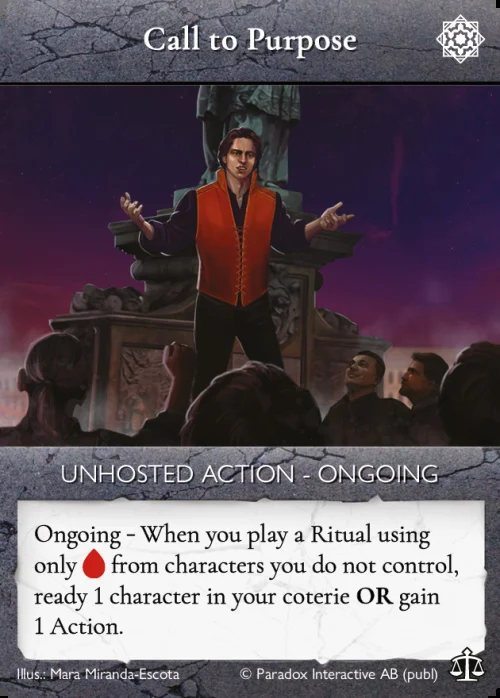 Call to Purpose
UNHOSTED ACTION - ONGOING
Ongoing - When you play a Ritual using
only from characters you do not control,
ready 1 character in your coterie OR gain
1 Action.
Illus.: Mara Miranda-Escota © Paradox Interactive AB (publ)